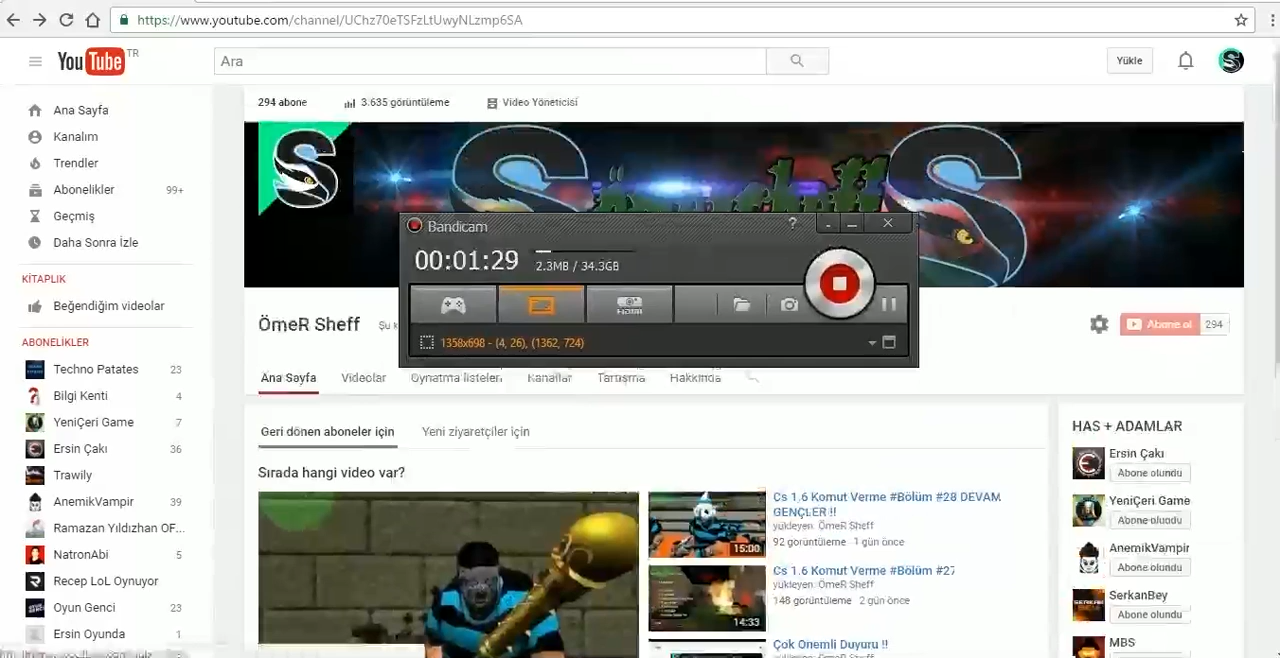 https://www.youtube.com/channel/UChz70eTSFzLtUwyNLzmp6SA
YouTube TR
Ara
Yükle
Ana Sayfa
Kanalım
Trendler
Abonelikler 99+
Geçmiş
Daha Sonra İzle
KİTAPLIK
Beğendiğim videolar
ABONELİKLER
Techno Patates 23
Bilgi Kenti 4
YeniÇeri Game 7
Ersin Çakı 36
Trawily
AnemikVampir 39
Ramazan Yıldızhan OF...
NatronAbi 5
Recep LoL Oynuyor
Oyun Genci 23
Ersin Oyunda 1
294 abone
3.635 görüntüleme
Video Yöneticisi
Bandicam
?
00:01:29
2.3MB / 34.3GB
HDMI
1358x698 - (4, 26), (1362, 724)
ÖmeR Sheff
Şu k
Abone ol 294
Ana Sayfa
Videolar
Oynatma listeleri
Kanallar
Tartışma
Hakkında
Geri dönen aboneler için
Yeni ziyaretçiler için
Sırada hangi video var?
15:00
Cs 1.6 Komut Verme #Bölüm #28 DEVAM
GENÇLER !!
yükleyen: ÖmeR Sheff
92 görüntüleme 1 gün önce
14:33
Cs 1.6 Komut Verme #Bölüm #27
yükleyen: ÖmeR Sheff
148 görüntüleme 2 gün önce
Çok Önemli Duyuru !!
HAS + ADAMLAR
Ersin Çakı
Abone olundu
YeniÇeri Game
Abone olundu
AnemikVampir
Abone olundu
SerkanBey
Abone olundu
MBS